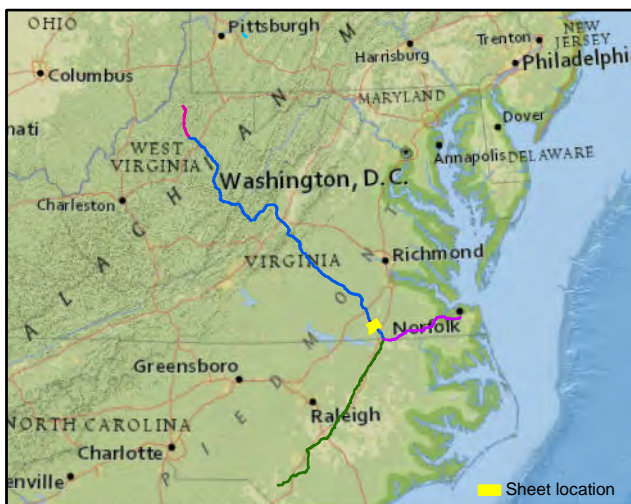 OHIO
Pittsburgh
NEW
JERSEY
Trenton
Harrisburg
Columbus
Philadelphia
MARYLAND
nati
Dover
WEST
VIRGINIA
Annapolis
DELAWARE
Washington, D.C.
Charleston
Richmond
VIRGINIA
A P P A L A C H I A N M
P I E D M O N T
Norfolk
Greensboro
Raleigh
NORTH CAROLINA
Charlotte
enville
Sheet location